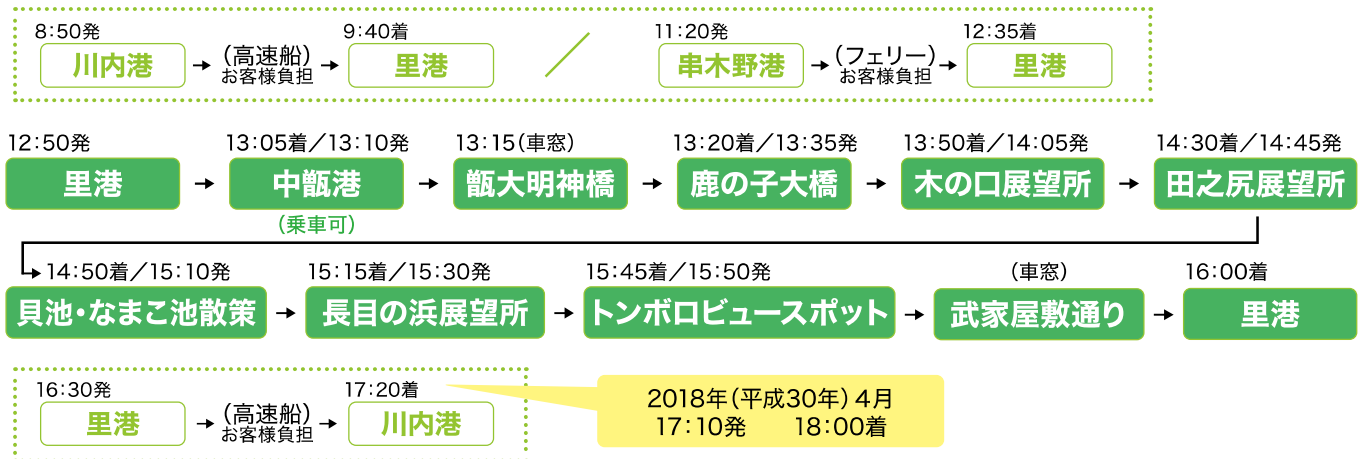 8：50発 9：40着 11：20発 12：35着
川内港 (高速船) 里港 串木野港 (フェリー) 里港
お客様負担 お客様負担
12：50発 13：05着／13：10発 13：15(車窓) 13：20着／13：35発 13：50着／14：05発 14：30着／14：45発
里港 中甑港 甑大明神橋 鹿の子大橋 木の口展望所 田之尻展望所
(乗車可)
14：50着／15：10発 15：15着／15：30発 15：45着／15：50発 (車窓) 16：00着
貝池・なまこ池散策 長目の浜展望所 トンボロビュースポット 武家屋敷通り 里港
16：30発 17：20着
里港 (高速船) 川内港
お客様負担
2018年(平成30年)4月
17：10発 18：00着